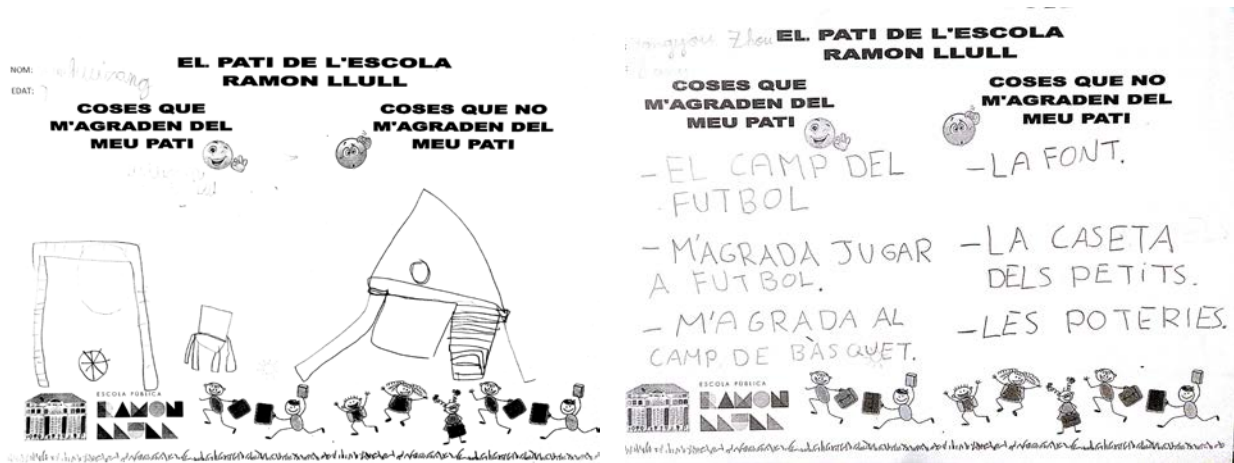 EL PATI DE L'ESCOLA
RAMON LLULL
NOM:
EDAT:
COSES QUE
M'AGRADEN DEL
MEU PATI
COSES QUE NO
M'AGRADEN DEL
MEU PATI
ESCOLA PÚBLICA
RAMON
LLULL
Zhou
EL PATI DE L'ESCOLA
RAMON LLULL
COSES QUE
M'AGRADEN DEL
MEU PATI
- EL CAMP DEL
FUTBOL
- M'AGRADA JUGAR
A FUTBOL.
- M'AGRADA AL
CAMP DE BÀSQUET.
COSES QUE NO
M'AGRADEN DEL
MEU PATI
- LA FONT.
- LA CASETA
DELS PETITS.
- LES POTERIES.
ESCOLA PÚBLICA
RAMON
LLULL